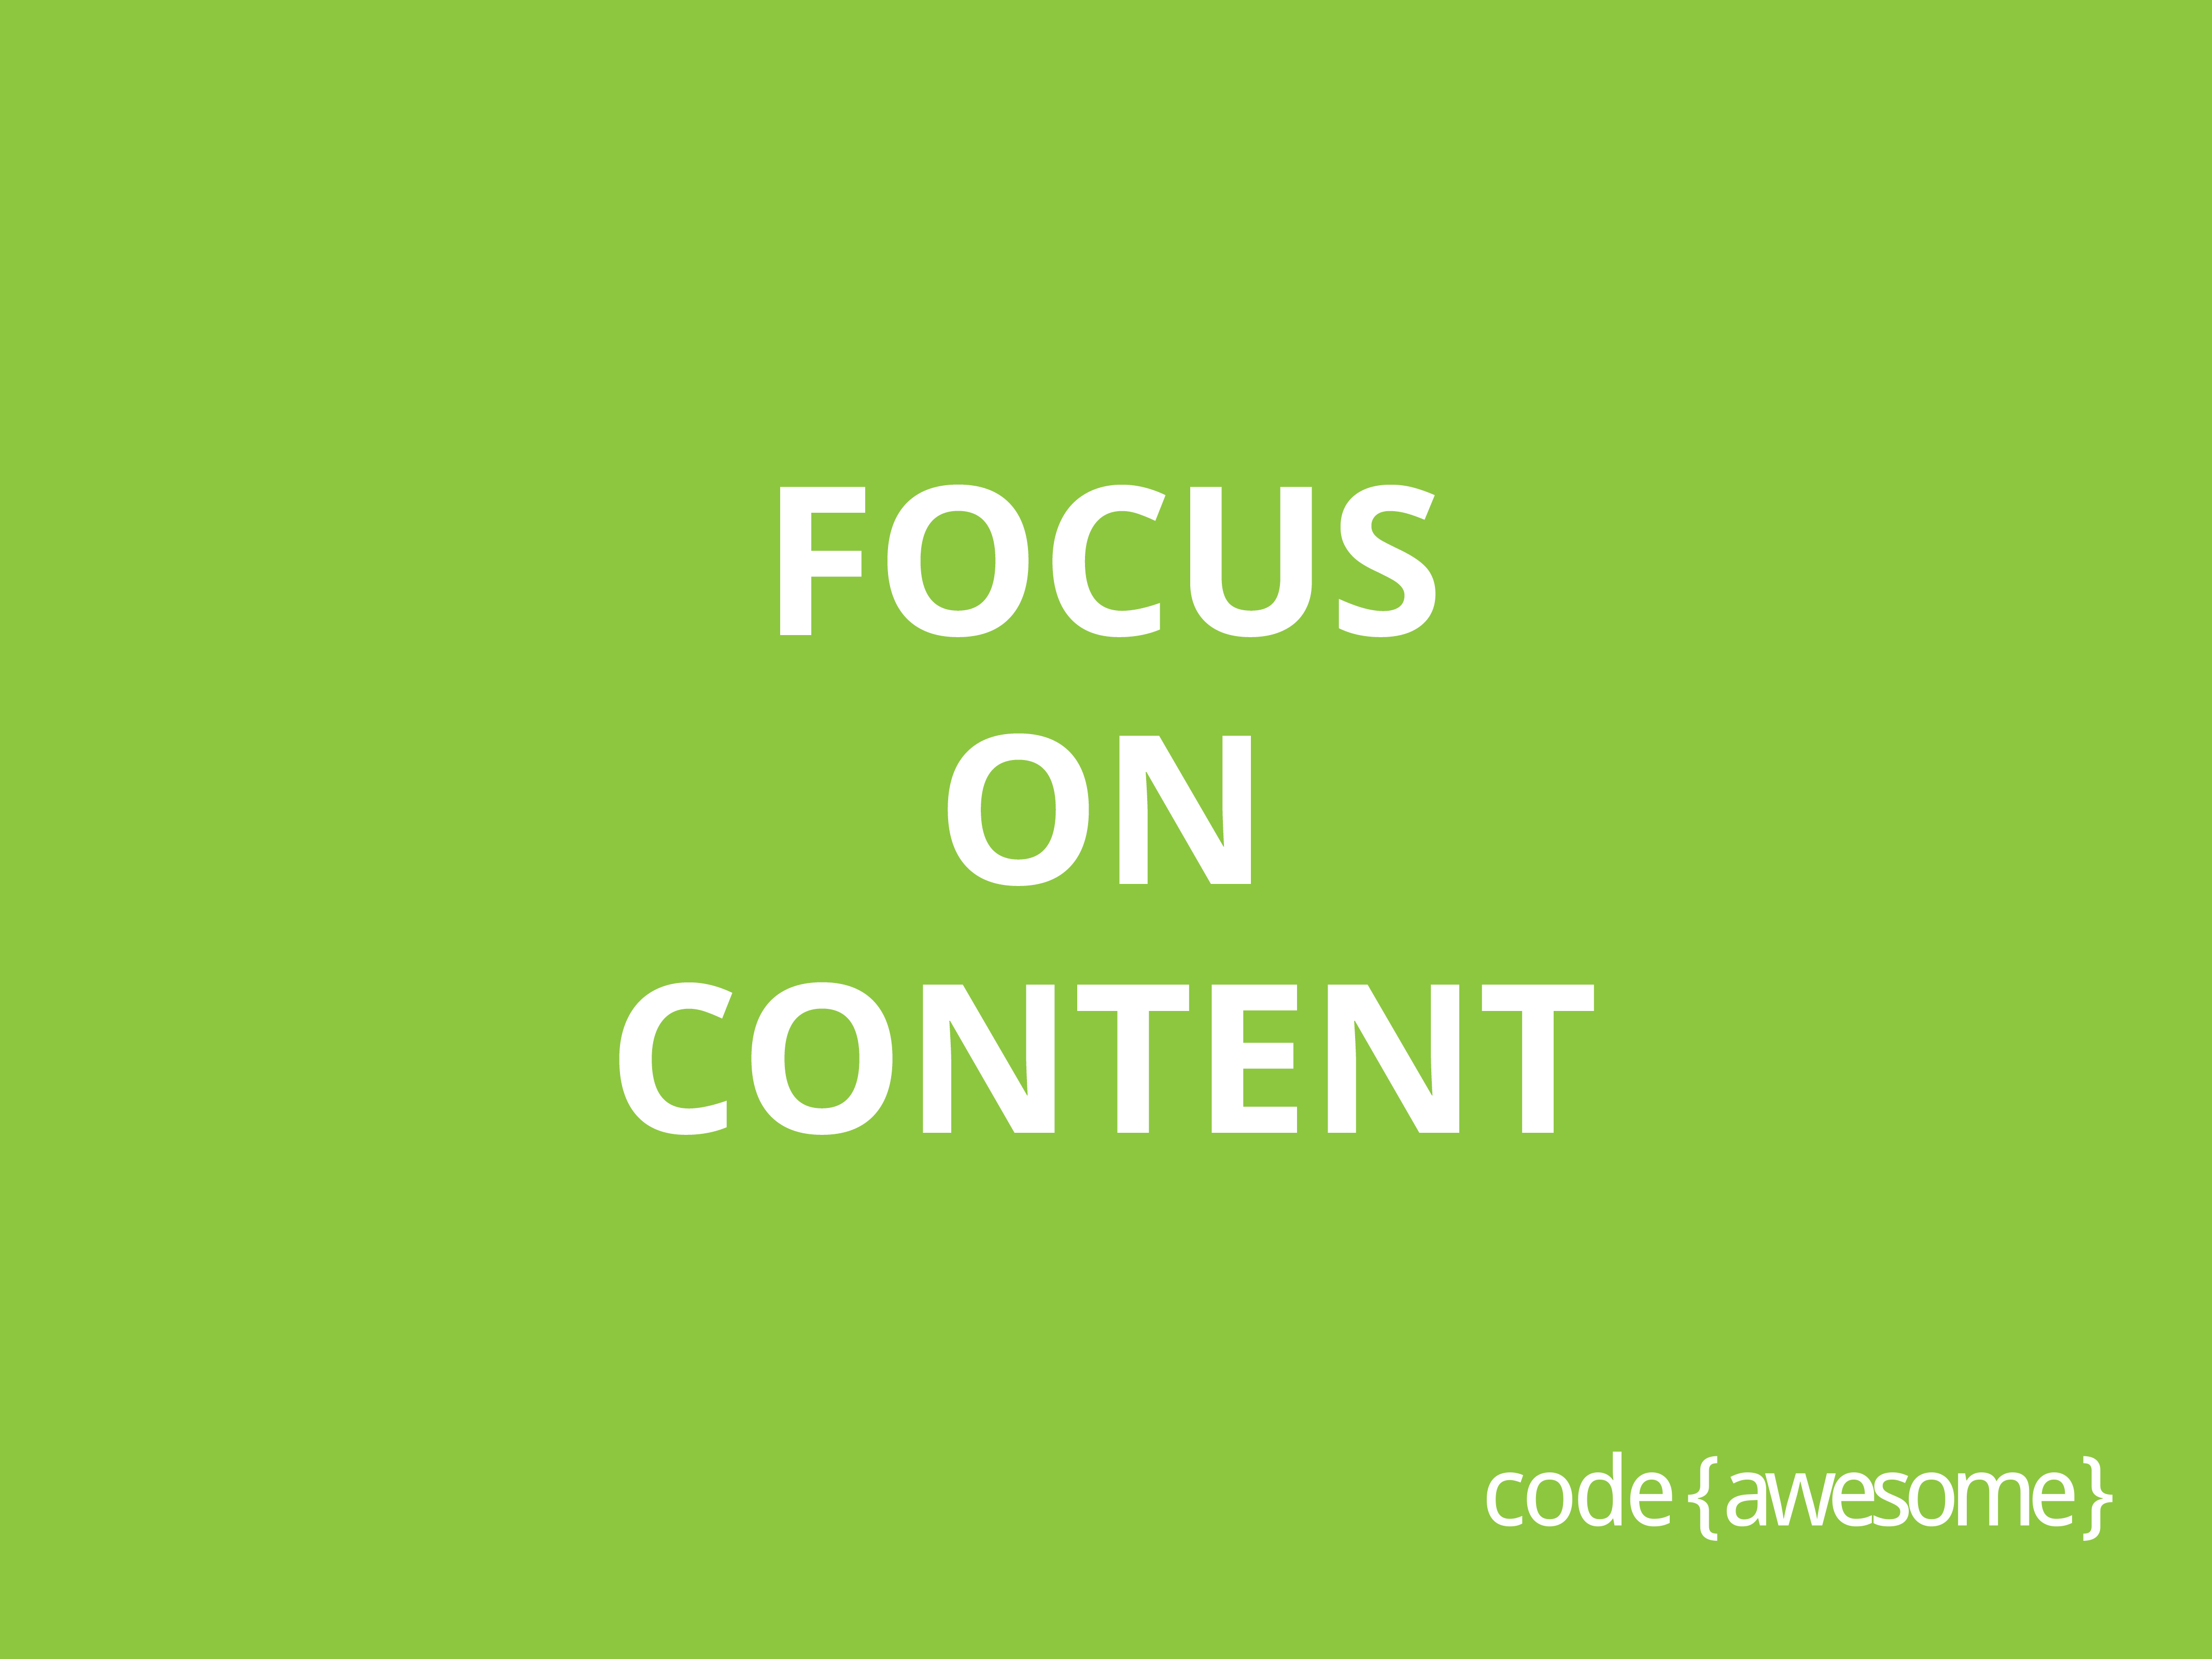 FOCUS
ON
CONTENT
code {awesome}